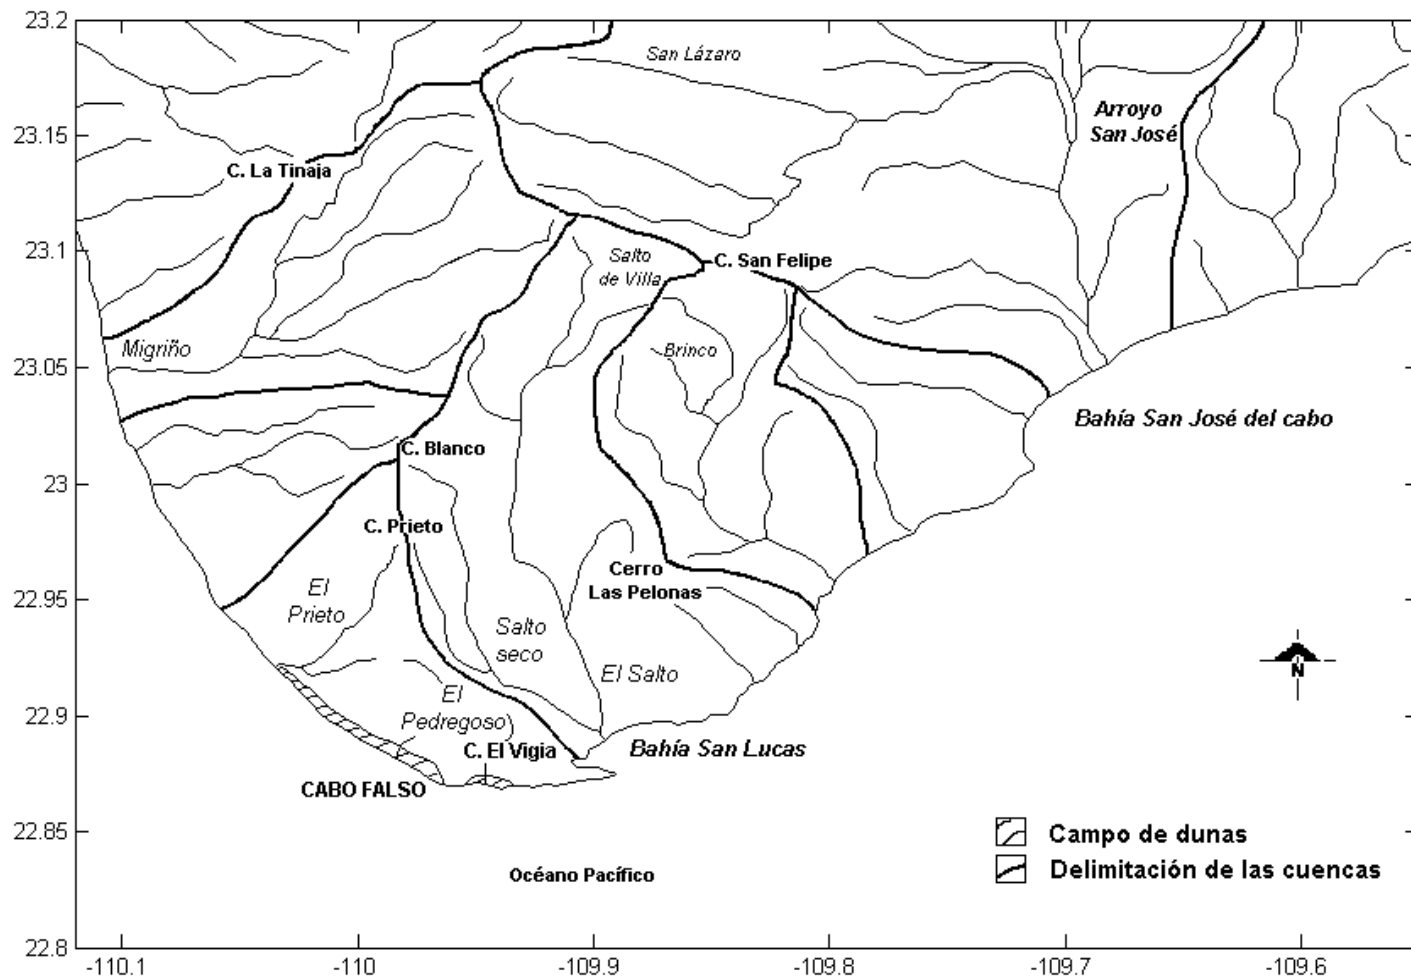 23.2
San Lázaro
Arroyo
San José
23.15
C. La Tinaja
23.1
Salto
de Villa
C. San Felipe
Migriño
Brinco
23.05
Bahía San José del cabo
C. Blanco
23
C. Prieto
Cerro
Las Pelonas
El
Prieto
22.95
Salto
seco
El Salto
N
El
Pedregoso
22.9
C. El Vigia
Bahía San Lucas
CABO FALSO
22.85
Campo de dunas
Delimitación de las cuencas
Océano Pacífico
22.8
-110.1
-110
-109.9
-109.8
-109.7
-109.6